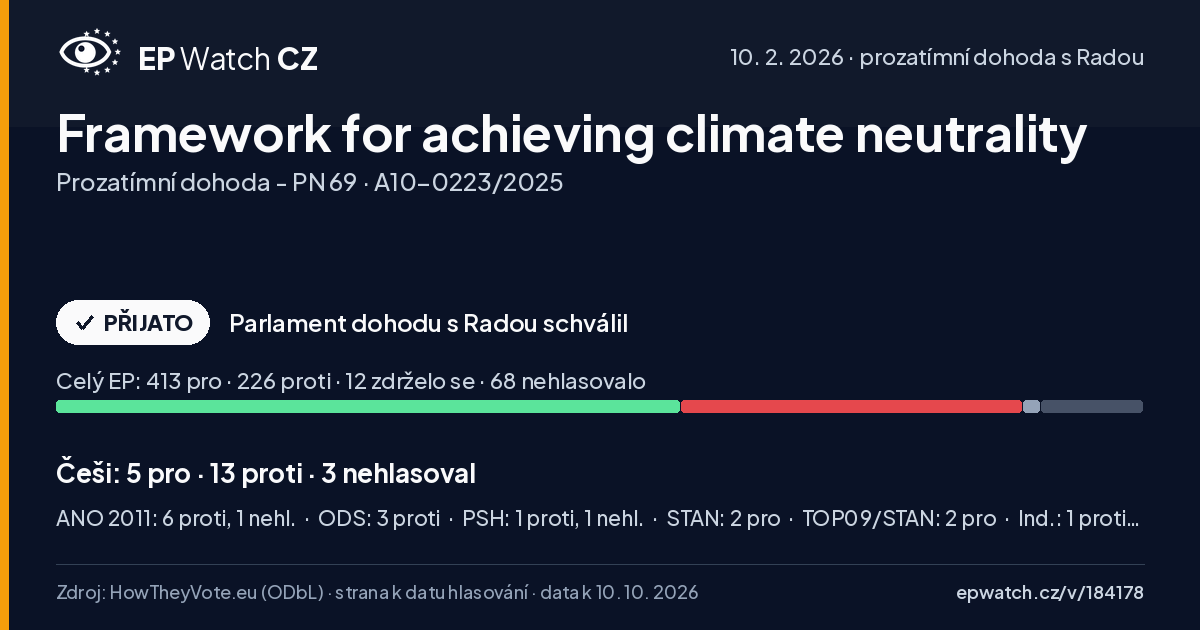 EP Watch CZ
10. 2. 2026 · prozatímní dohoda s Radou
Framework for achieving climate neutrality
Prozatímní dohoda – PN 69 · A10–0223/2025
PŘIJATO
Parlament dohodu s Radou schválil
Celý EP: 413 pro · 226 proti · 12 zdrželo se · 68 nehlasovalo
Češi: 5 pro · 13 proti · 3 nehlasoval
ANO 2011: 6 proti, 1 nehl. · ODS: 3 proti · PSH: 1 proti, 1 nehl. · STAN: 2 pro · TOP09/STAN: 2 pro · Ind.: 1 proti…
Zdroj: HowTheyVote.eu (ODbL) · strana k datu hlasování · data k 10. 10. 2026
epwatch.cz/v/184178